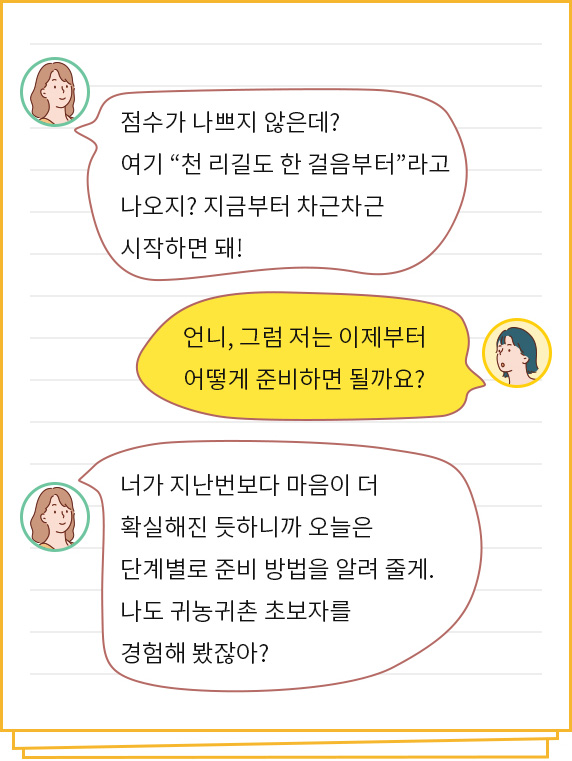 점수가 나쁘지 않은데?
여기 “천 리길도 한 걸음부터”라고
나오지? 지금부터 차근차근
시작하면 돼!
언니, 그럼 저는 이제부터
어떻게 준비하면 될까요?
너가 지난번보다 마음이 더
확실해진 듯하니까 오늘은
단계별로 준비 방법을 알려 줄게.
나도 귀농귀촌 초보자를
경험해 봤잖아?